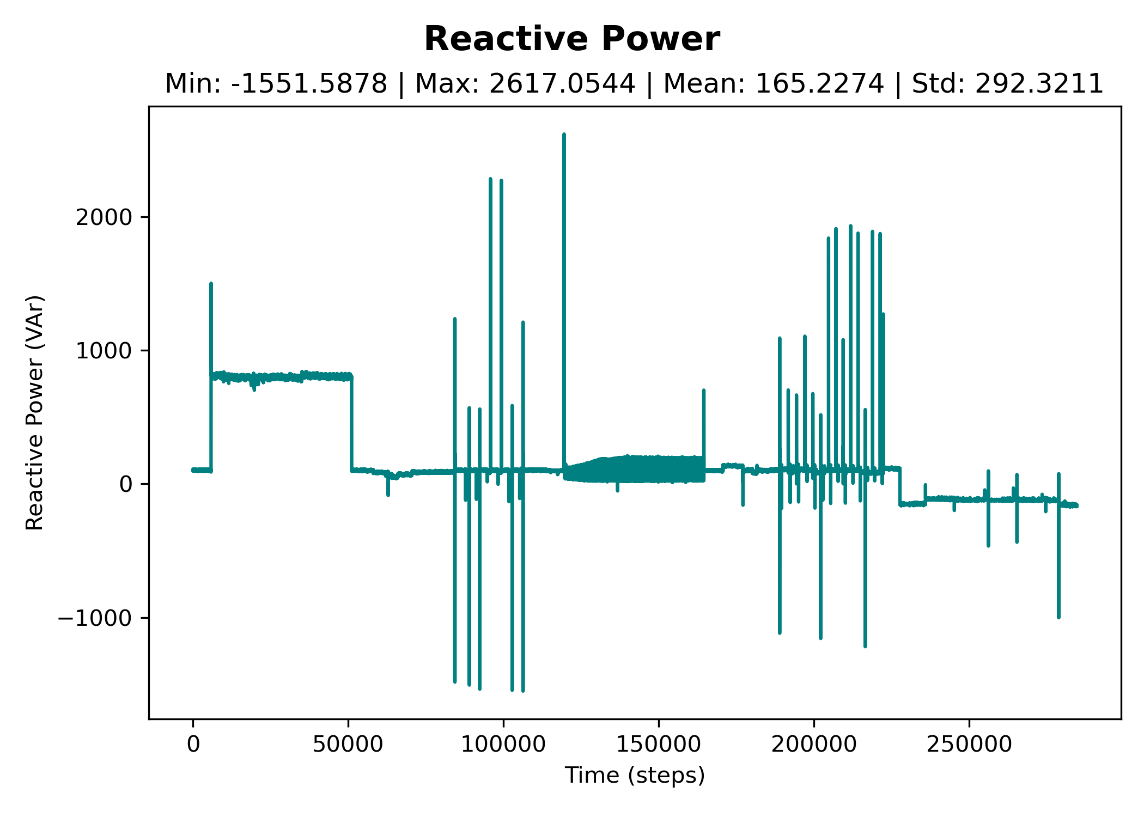 Reactive Power
Min: -1551.5878 | Max: 2617.0544 | Mean: 165.2274 | Std: 292.3211
Reactive Power (VAr)
2000
1000
0
−1000
0 50000 100000 150000 200000 250000
Time (steps)